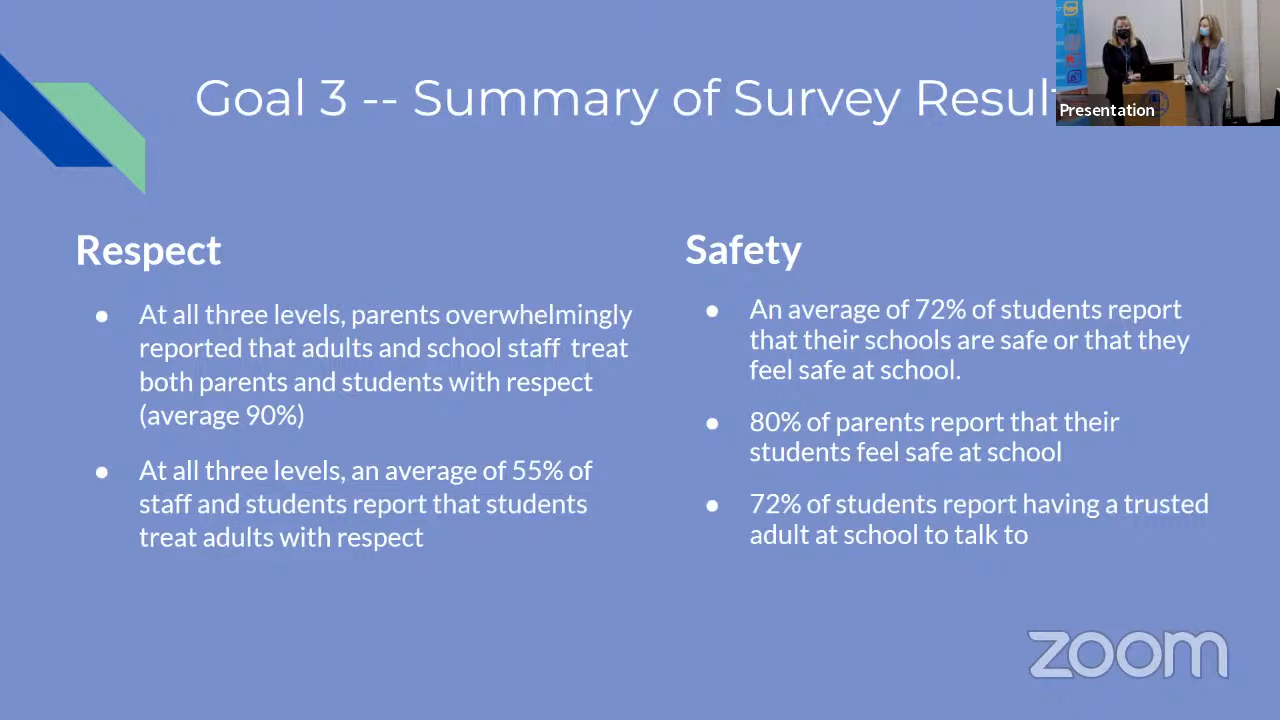 Goal 3 -- Summary of Survey Result
Presentation
Respect
● At all three levels, parents overwhelmingly
reported that adults and school staff treat
both parents and students with respect
(average 90%)
● At all three levels, an average of 55% of
staff and students report that students
treat adults with respect
Safety
● An average of 72% of students report
that their schools are safe or that they
feel safe at school.
● 80% of parents report that their
students feel safe at school
● 72% of students report having a trusted
adult at school to talk to
zoom